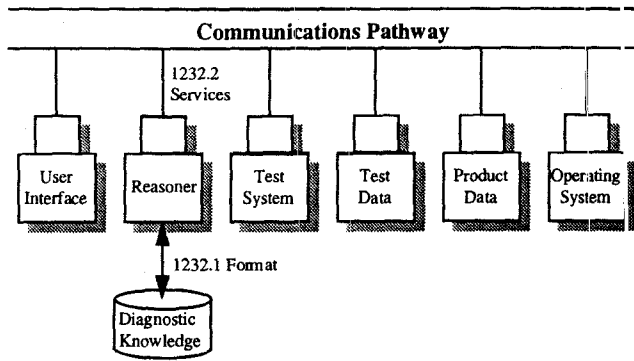 Communications Pathway
1232.2
Services
User
Interface
Reasoner
Test
System
Test
Data
Product
Data
Operating
System
1232.1 Format
Diagnostic
Knowledge